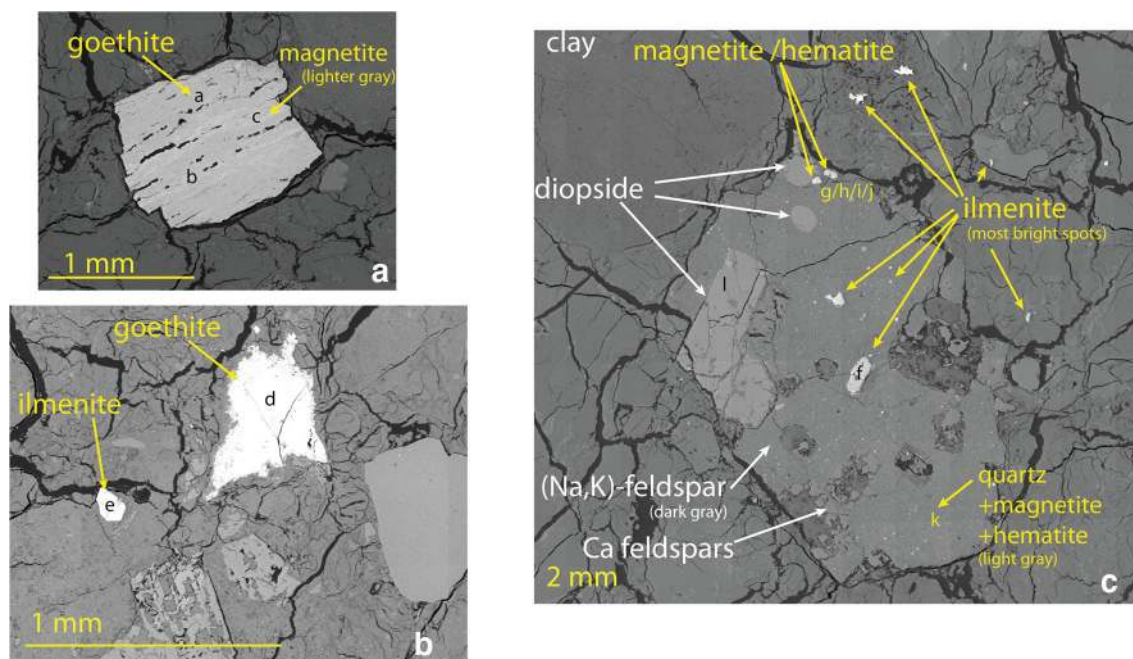 goethite
magnetite
(lighter gray)
a
c
b
1 mm
a
goethite
d
ilmenite
e
1 mm
b
clay
magnetite /hematite
diopside
g/h/i/j
ilmenite
(most bright spots)
l
f
(Na,K)-feldspar
(dark gray)
Ca feldspars
quartz
k
+magnetite
+hematite
(light gray)
2 mm
c